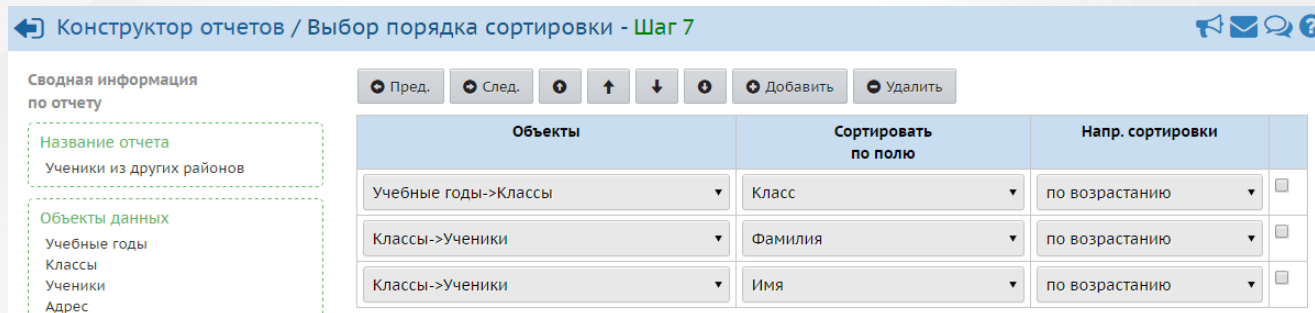 Конструктор отчетов / Выбор порядка сортировки - Шаг 7
Сводная информация
по отчету
Название отчета
Ученики из других районов
Объекты данных
Учебные годы
Классы
Ученики
Адрес
Пред. След. Добавить Удалить
Объекты Сортировать по полю Напр. сортировки
Учебные годы->Классы Класс по возрастанию
Классы->Ученики Фамилия по возрастанию
Классы->Ученики Имя по возрастанию